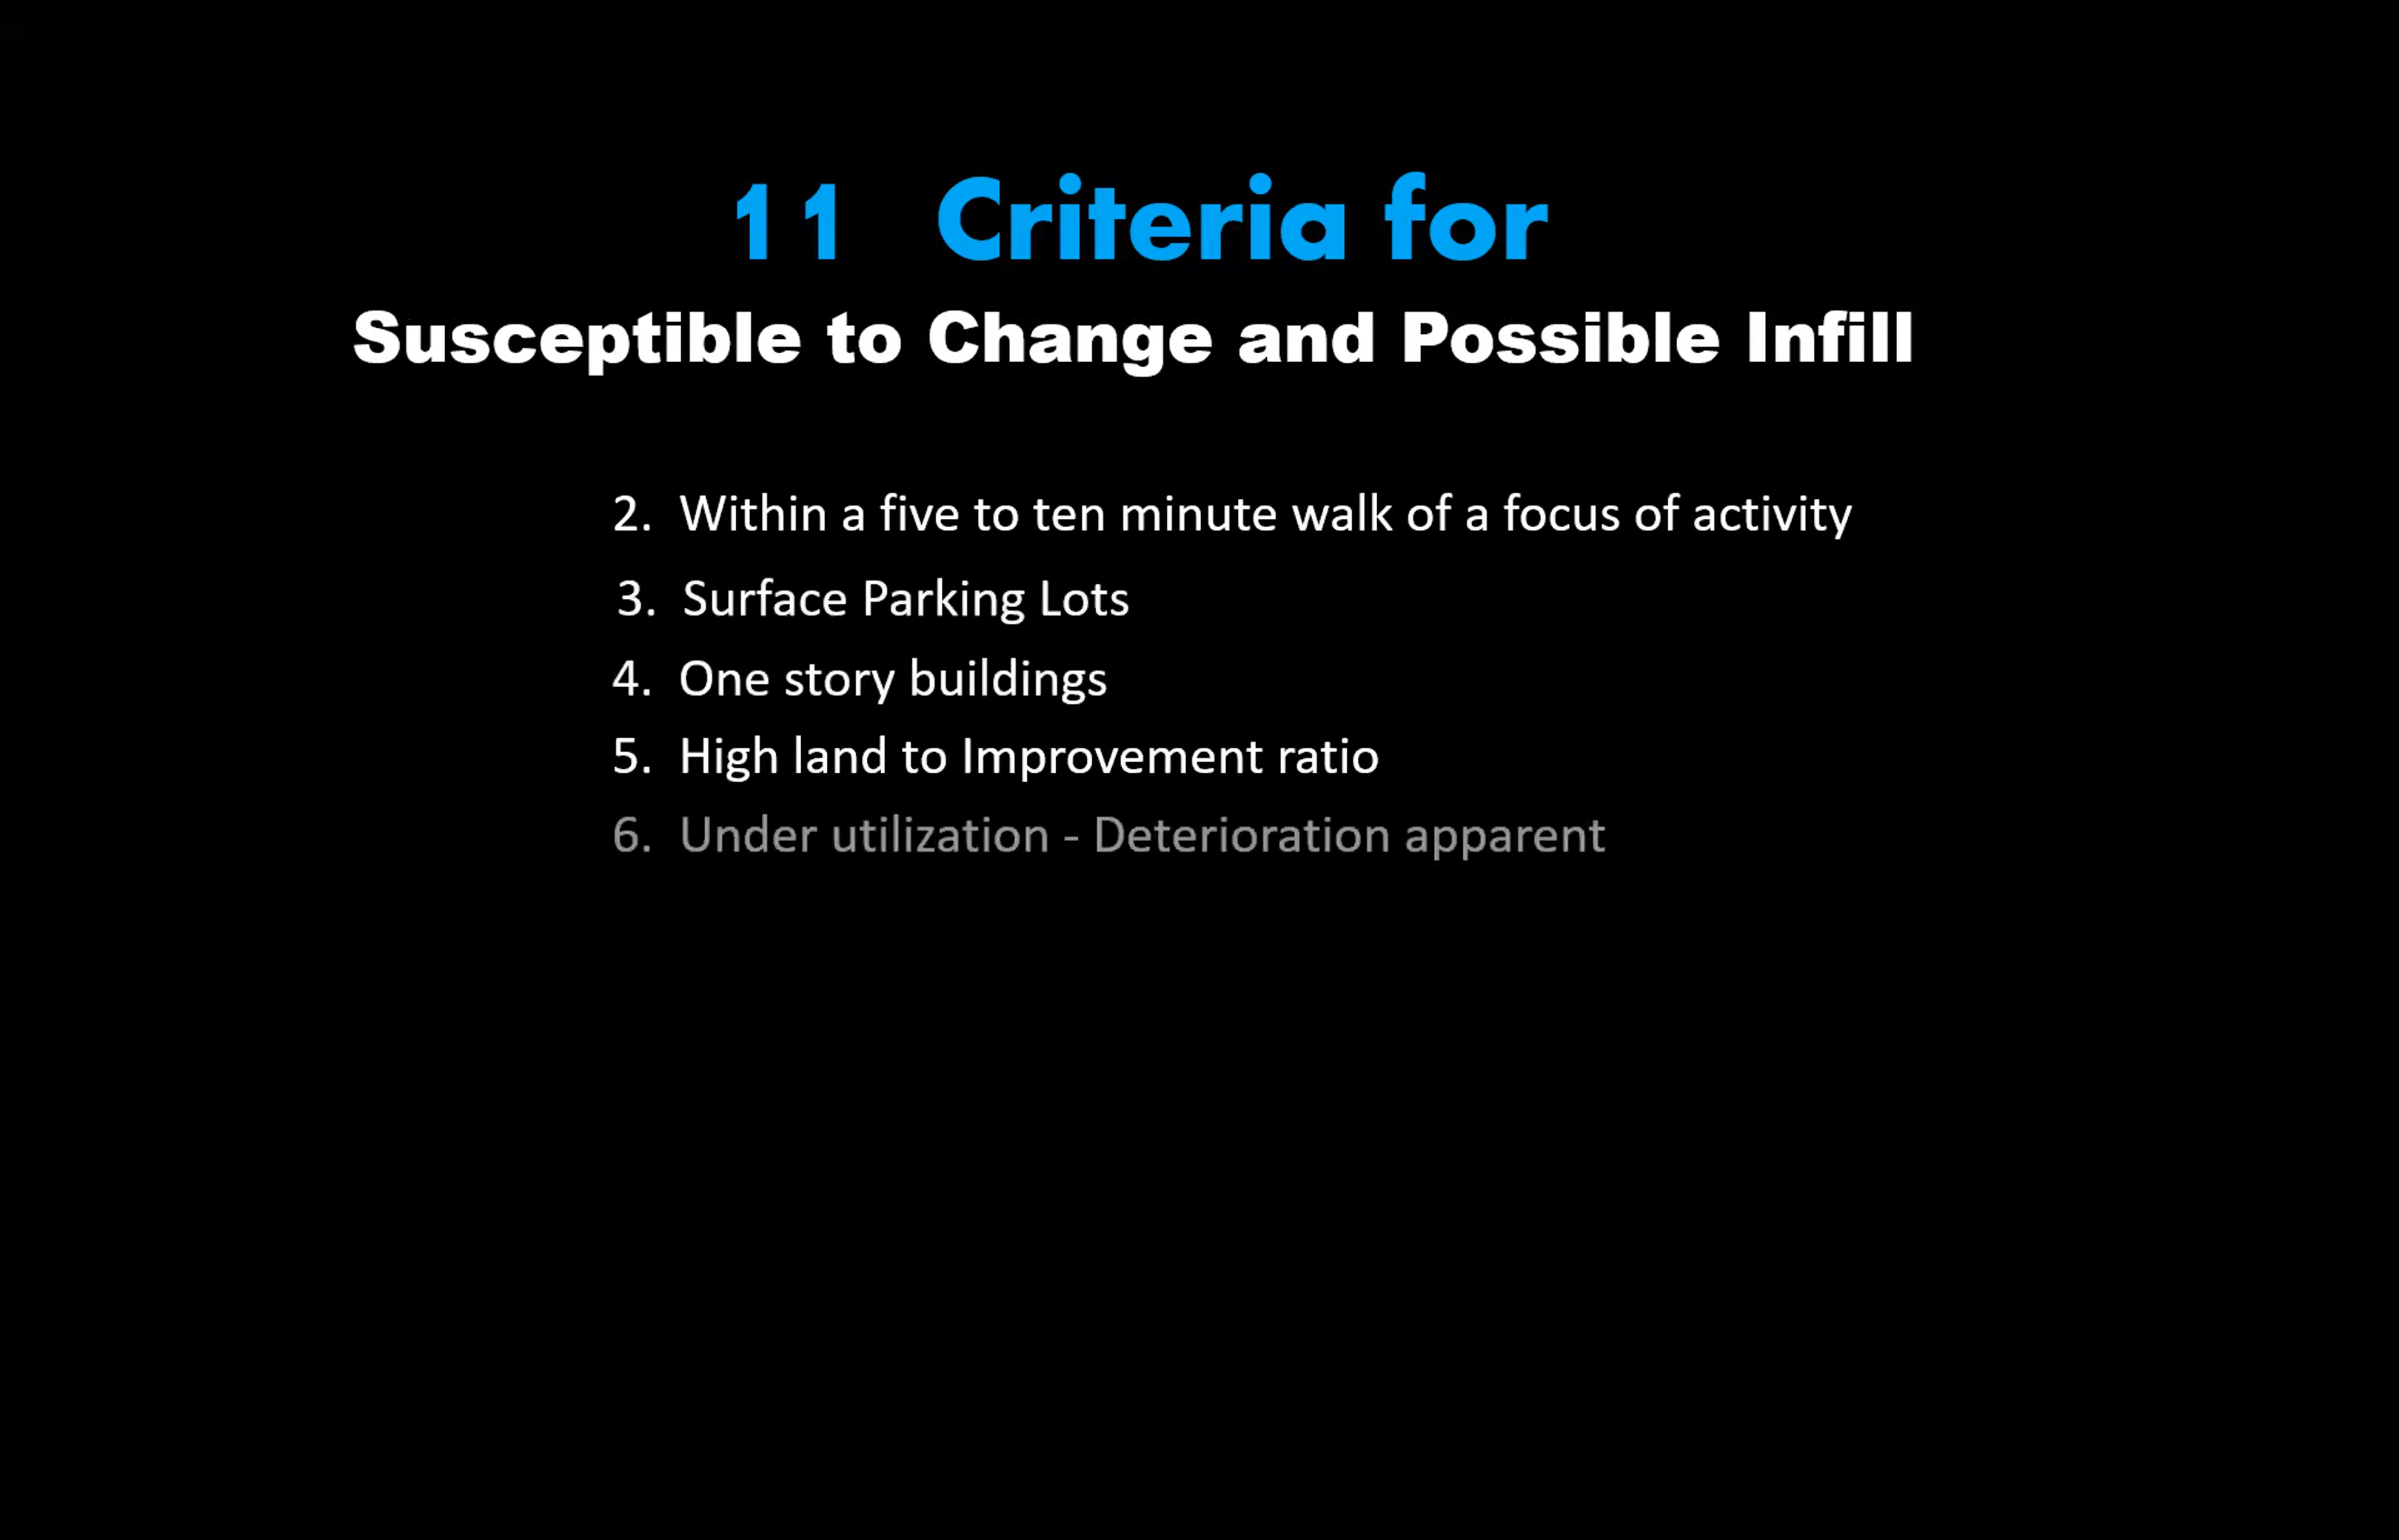 11 Criteria for
Susceptible to Change and Possible Infill
2. Within a five to ten minute walk of a focus of activity
3. Surface Parking Lots
4. One story buildings
5. High land to Improvement ratio
6. Under utilization - Deterioration apparent